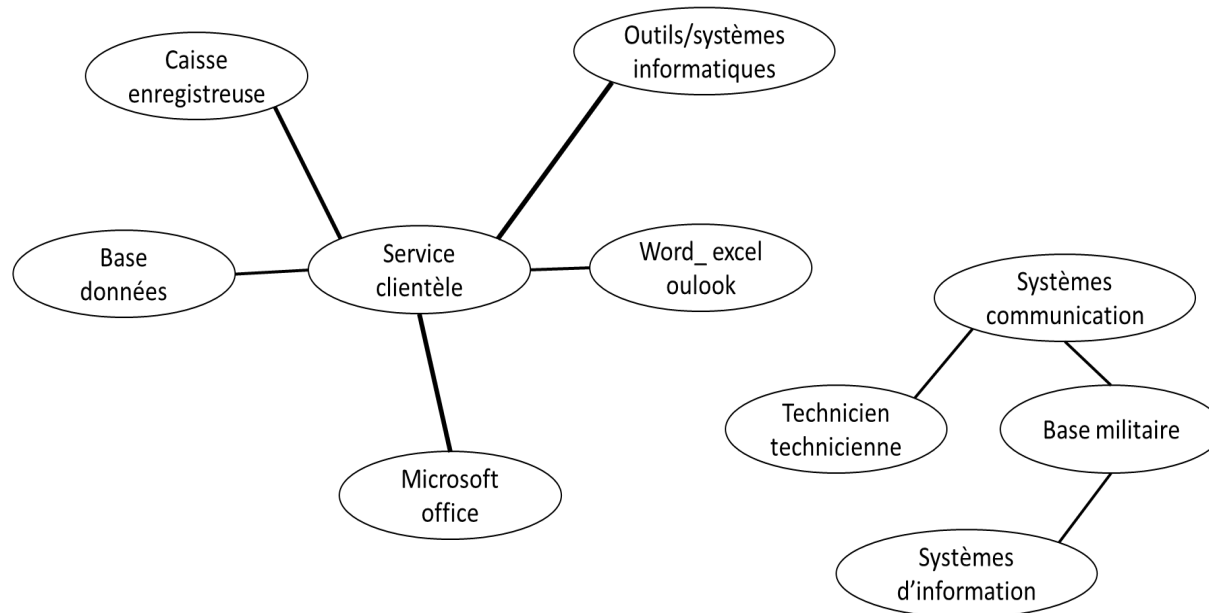 Caisse
enregistreuse
Outils/systèmes
informatiques
Base
données
Service
clientèle
Word_ excel
oulook
Microsoft
office
Systèmes
communication
Technicien
technicienne
Base militaire
Systèmes
d'information